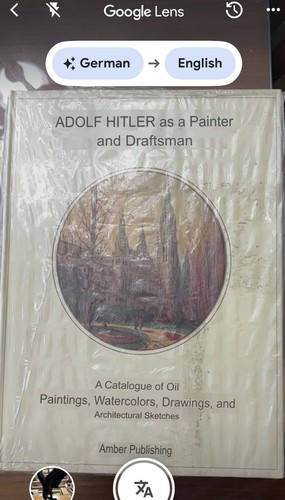 Google Lens
German → English
ADOLF HITLER as a Painter
and Draftsman
A Catalogue of Oil
Paintings, Watercolors, Drawings, and
Architectural Sketches
Amber Publishing